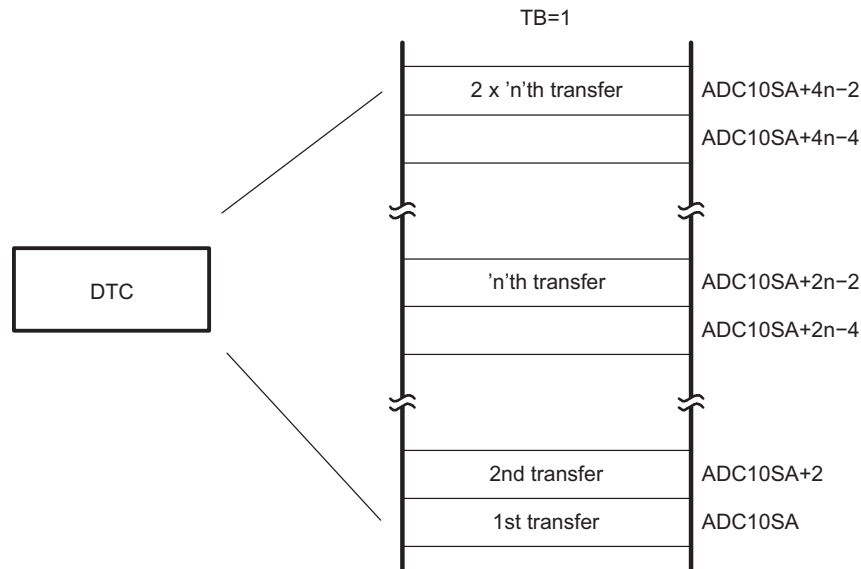 TB=1
2 x ’n’th transfer ADC10SA+4n−2
ADC10SA+4n−4
’n’th transfer ADC10SA+2n−2
DTC
ADC10SA+2n−4
2nd transfer ADC10SA+2
1st transfer ADC10SA